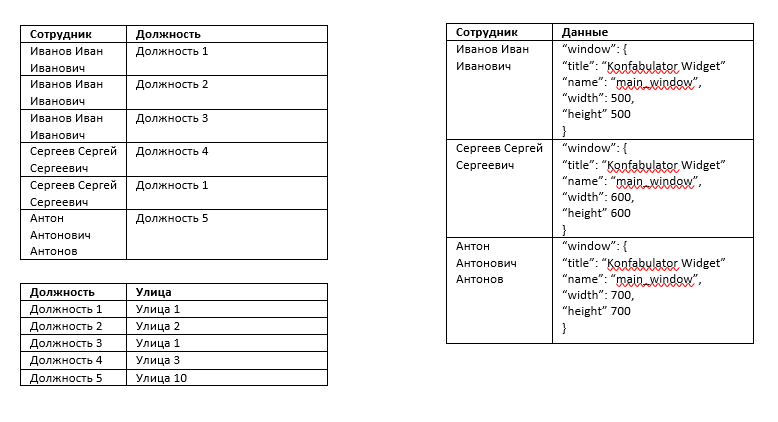 Сотрудник Должность
Иванов Иван Должность 1
Иванович
Иванов Иван Должность 2
Иванович
Иванов Иван Должность 3
Иванович
Сергеев Сергей Должность 4
Сергеевич
Сергеев Сергей Должность 1
Сергеевич
Антон Должность 5
Антонович
Антонов
Должность Улица
Должность 1 Улица 1
Должность 2 Улица 2
Должность 3 Улица 1
Должность 4 Улица 3
Должность 5 Улица 10
Сотрудник Данные
Иванов Иван “window”: {
Иванович “title”: “Konfabulator Widget”
“name”: “main_window”,
“width”: 500,
“height” 500
}
Сергеев Сергей “window”: {
Сергеевич “title”: “Konfabulator Widget”
“name”: “main_window”,
“width”: 600,
“height” 600
}
Антон “window”: {
Антонович “title”: “Konfabulator Widget”
Антонов “name”: “main_window”,
“width”: 700,
“height” 700
}